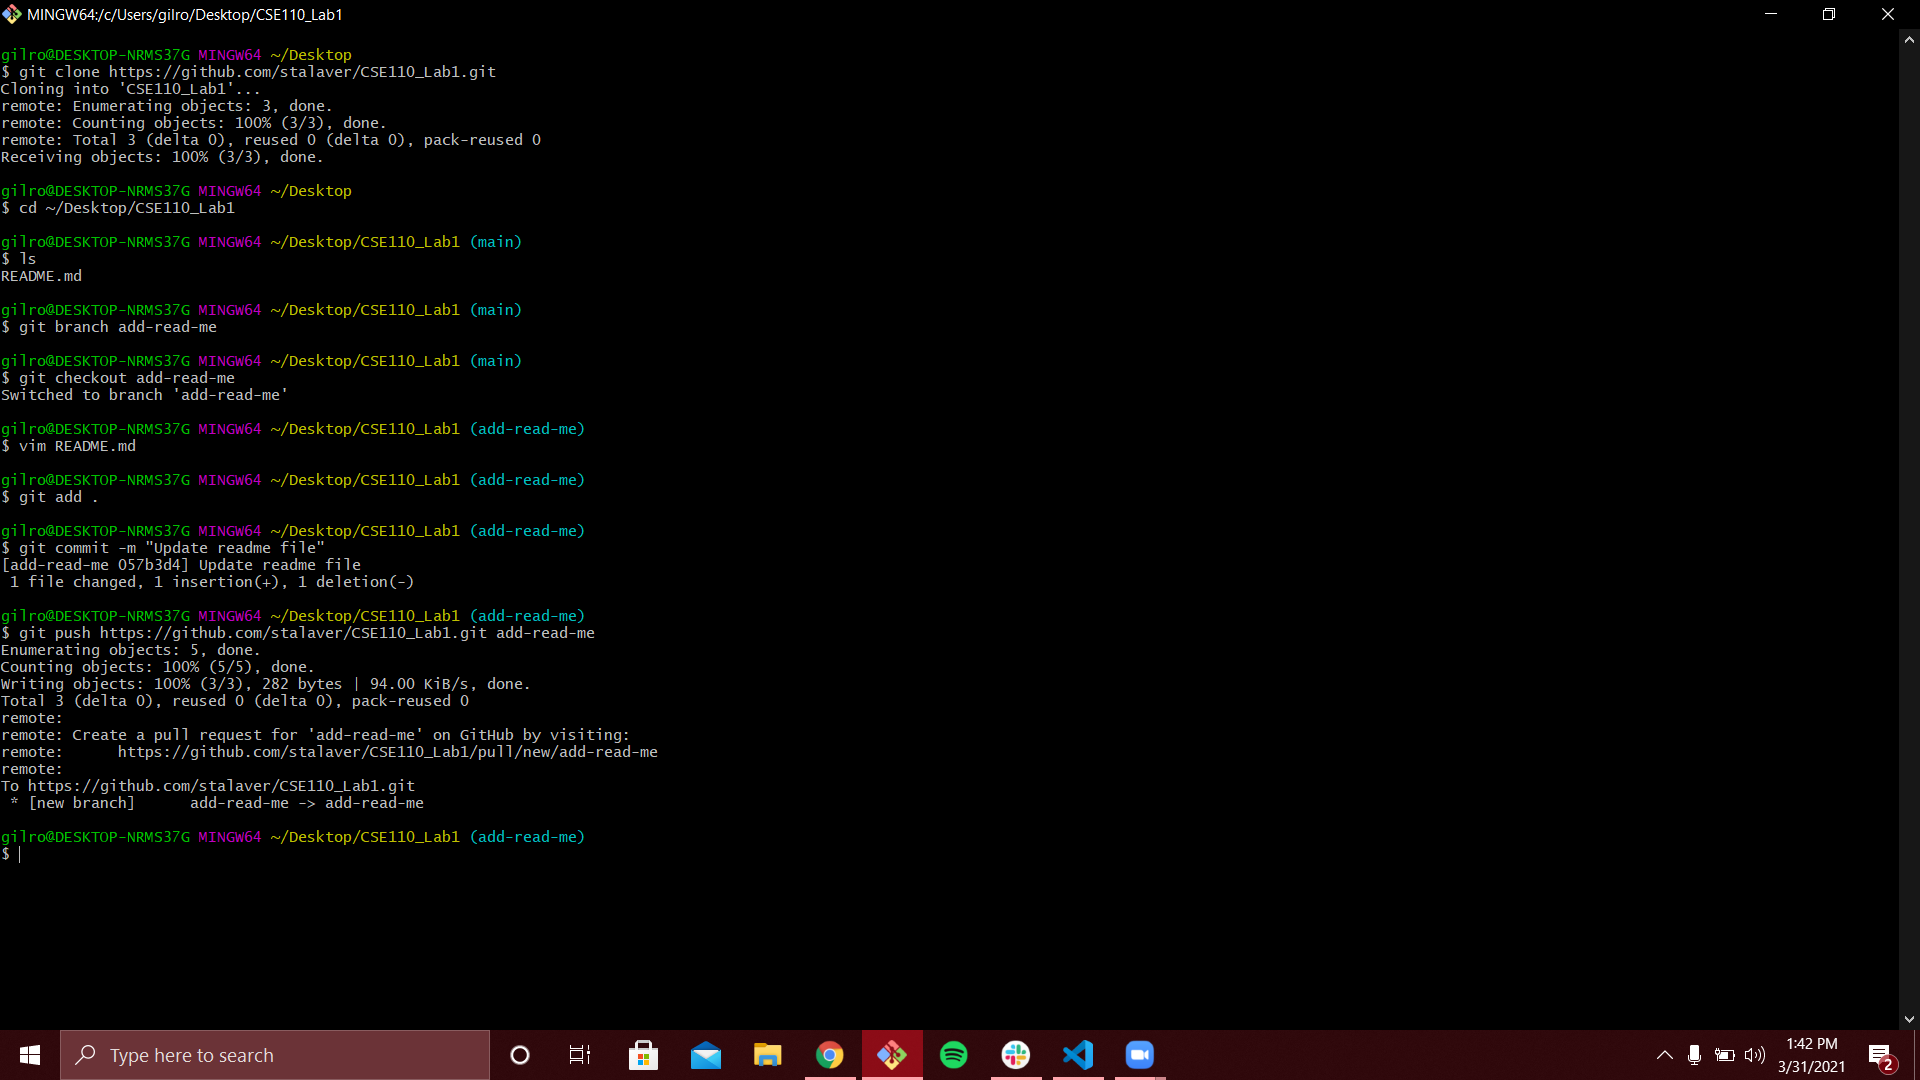 MINGW64:/c/Users/gilro/Desktop/CSE110_Lab1
gilro@DESKTOP-NRMS37G MINGW64 ~/Desktop
$ git clone https://github.com/stalaver/CSE110_Lab1.git
Cloning into 'CSE110_Lab1'...
remote: Enumerating objects: 3, done.
remote: Counting objects: 100% (3/3), done.
remote: Total 3 (delta 0), reused 0 (delta 0), pack-reused 0
Receiving objects: 100% (3/3), done.
gilro@DESKTOP-NRMS37G MINGW64 ~/Desktop
$ cd ~/Desktop/CSE110_Lab1
gilro@DESKTOP-NRMS37G MINGW64 ~/Desktop/CSE110_Lab1 (main)
$ ls
README.md
gilro@DESKTOP-NRMS37G MINGW64 ~/Desktop/CSE110_Lab1 (main)
$ git branch add-read-me
gilro@DESKTOP-NRMS37G MINGW64 ~/Desktop/CSE110_Lab1 (main)
$ git checkout add-read-me
Switched to branch 'add-read-me'
gilro@DESKTOP-NRMS37G MINGW64 ~/Desktop/CSE110_Lab1 (add-read-me)
$ vim README.md
gilro@DESKTOP-NRMS37G MINGW64 ~/Desktop/CSE110_Lab1 (add-read-me)
$ git add .
gilro@DESKTOP-NRMS37G MINGW64 ~/Desktop/CSE110_Lab1 (add-read-me)
$ git commit -m "Update readme file"
[add-read-me 057b3d4] Update readme file
 1 file changed, 1 insertion(+), 1 deletion(-)
gilro@DESKTOP-NRMS37G MINGW64 ~/Desktop/CSE110_Lab1 (add-read-me)
$ git push https://github.com/stalaver/CSE110_Lab1.git add-read-me
Enumerating objects: 5, done.
Counting objects: 100% (5/5), done.
Writing objects: 100% (3/3), 282 bytes | 94.00 KiB/s, done.
Total 3 (delta 0), reused 0 (delta 0), pack-reused 0
remote:
remote: Create a pull request for 'add-read-me' on GitHub by visiting:
remote:      https://github.com/stalaver/CSE110_Lab1/pull/new/add-read-me
remote:
To https://github.com/stalaver/CSE110_Lab1.git
 * [new branch]      add-read-me -> add-read-me
gilro@DESKTOP-NRMS37G MINGW64 ~/Desktop/CSE110_Lab1 (add-read-me)
$
Type here to search
1:42 PM
3/31/2021
2